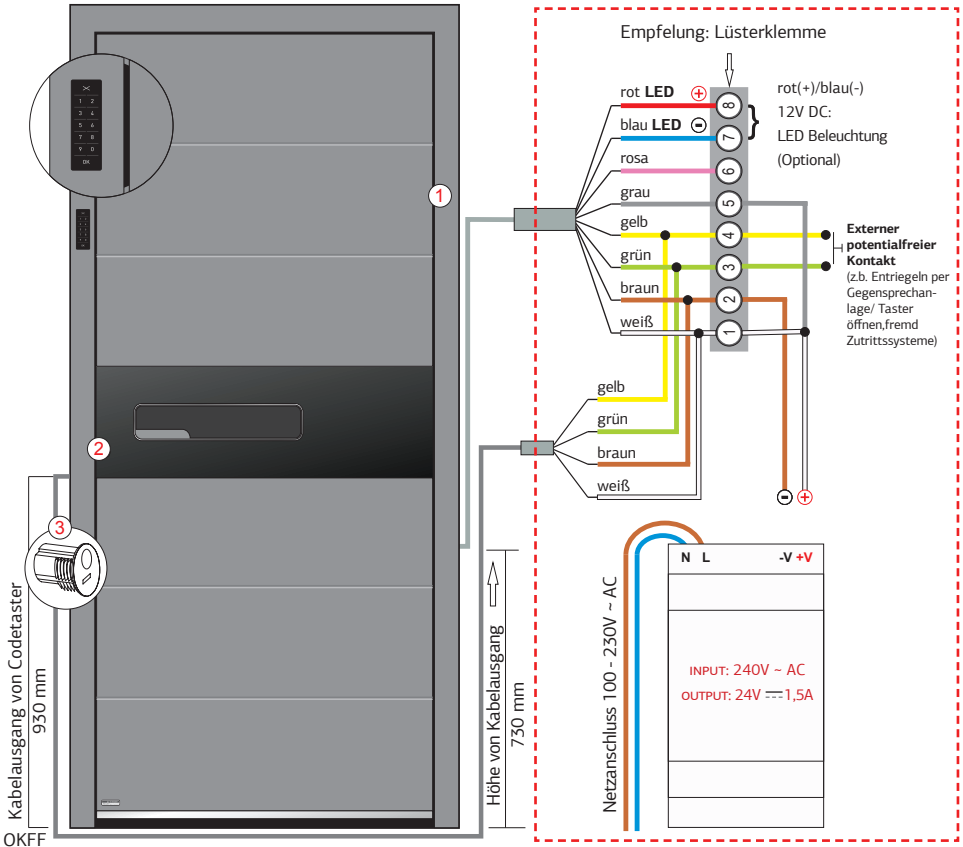 Empfelung: Lüsterklemme
rot LED +
blau LED -
rosa
grau
gelb
grün
braun
weiß
8
7
6
5
4
3
2
1
rot(+)/blau(-)
12V DC:
LED Beleuchtung
(Optional)
Externer
potentialfreier
Kontakt
(z.b. Entriegeln per
Gegensprechan-
lage/ Taster
öffnen,fremd
Zutrittssysteme)
gelb
grün
braun
weiß
- +
1 2
3 4
5 6
7 8
9 0
OK
1
2
3
Kabelausgang von Codetaster
930 mm
OKFF
Höhe von Kabelausgang
730 mm
Netzanschluss 100 - 230V ~ AC
N L -V +V
INPUT: 240V ~ AC
OUTPUT: 24V ⎓ 1,5A